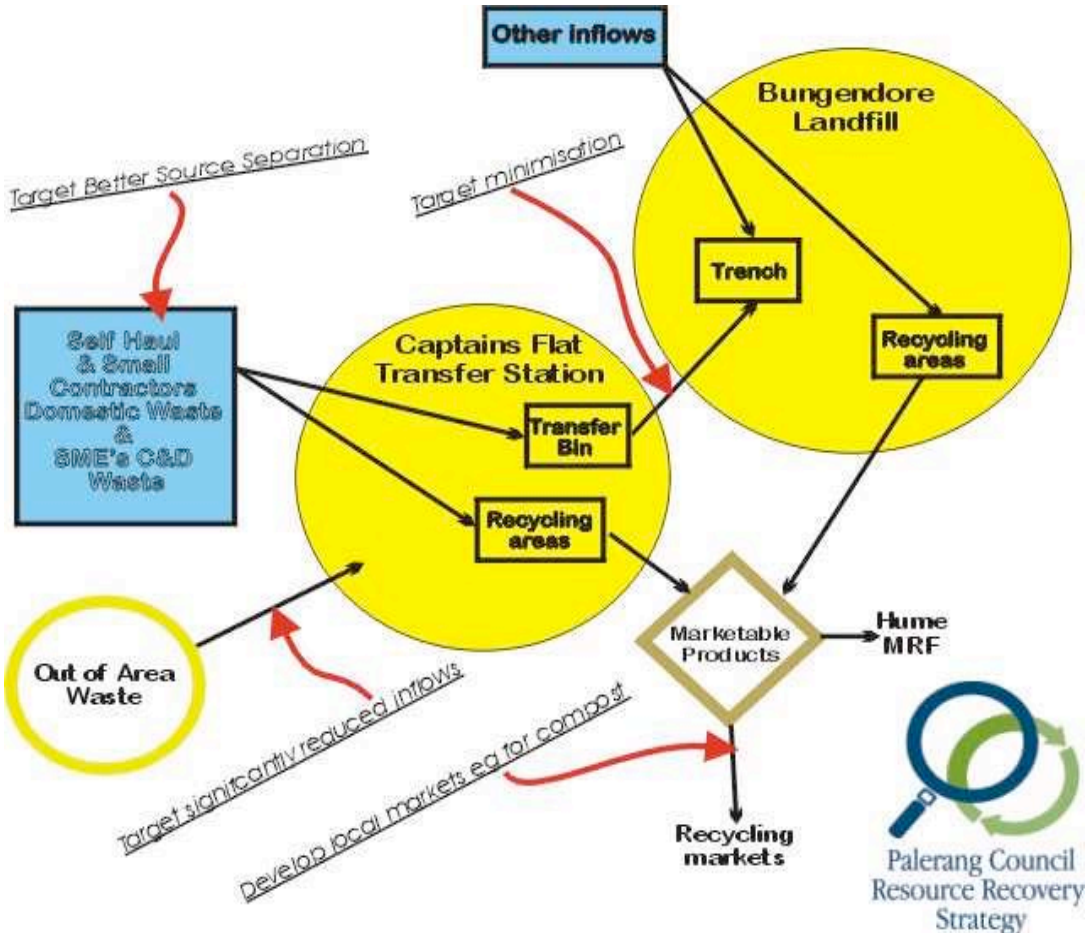 Other inflows
Bungendore
Landfill
Target Better Source Separation
Target minimisation
Trench
Recycling
areas
Self Haul
& Small
Contractors
Domestic Waste
&
SME's C&D
Waste
Captains Flat
Transfer Station
Transfer
Bin
Recycling
areas
Out of Area
Waste
Marketable
Products
Hume
MRF
Target significantly reduced inflows
Develop local markets eg for compost
Recycling
markets
Palerang Council
Resource Recovery
Strategy